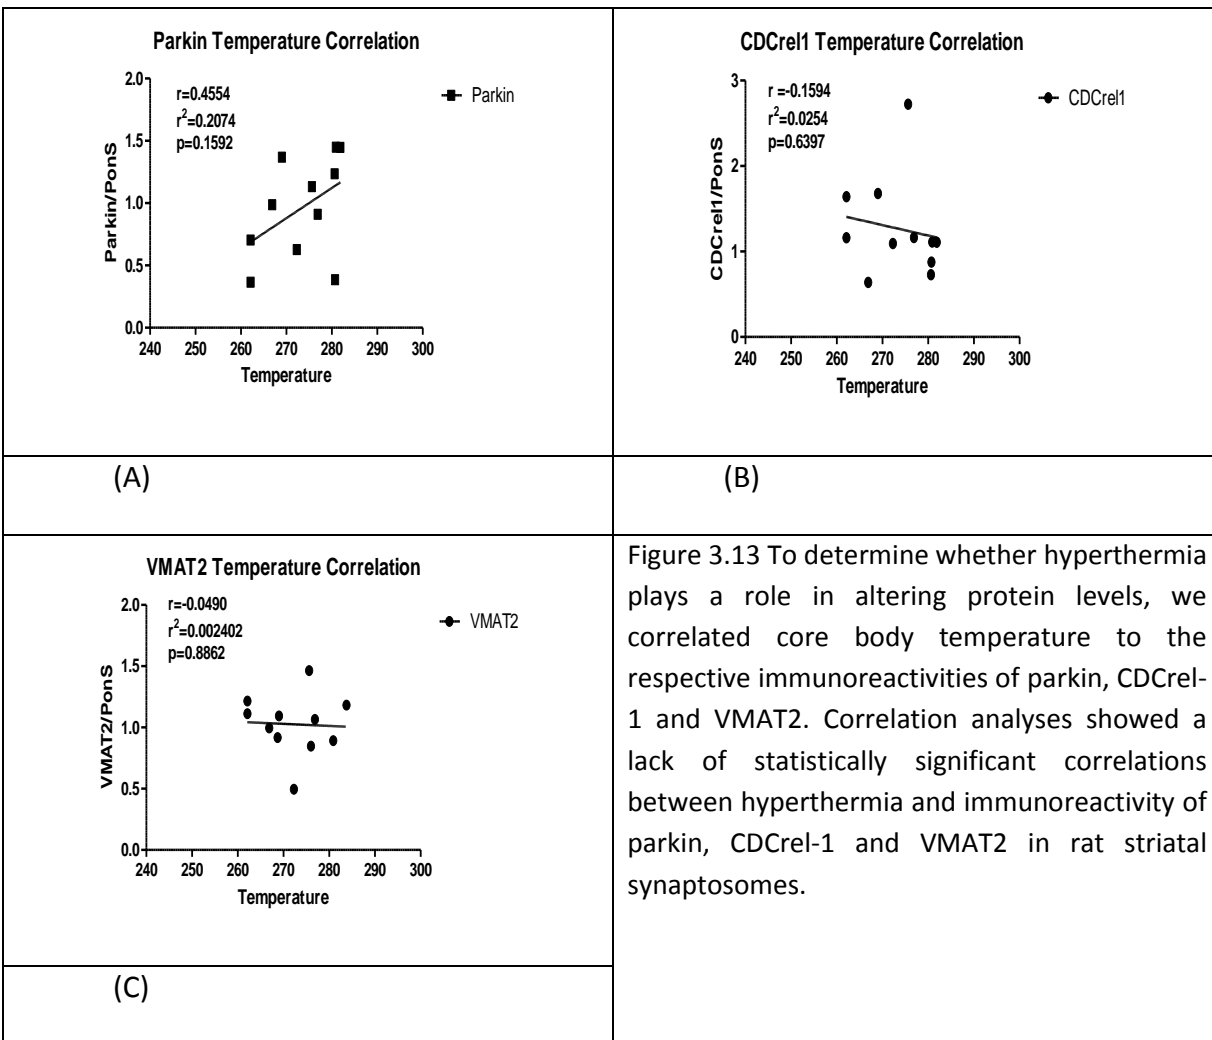 Parkin Temperature Correlation
r=0.4554
r²=0.2074
p=0.1592
Parkin
2.0
1.5
1.0
0.5
0.0
Parkin/PonS
240 250 260 270 280 290 300
Temperature
(A)
CDCrel1 Temperature Correlation
r =-0.1594
r²=0.0254
p=0.6397
CDCrel1
3
2
1
0
CDCrel1/PonS
240 250 260 270 280 290 300
Temperature
(B)
VMAT2 Temperature Correlation
r=-0.0490
r²=0.002402
p=0.8862
VMAT2
2.0
1.5
1.0
0.5
0.0
VMAT2/PonS
240 250 260 270 280 290 300
Temperature
(C)
Figure 3.13 To determine whether hyperthermia
plays a role in altering protein levels, we
correlated core body temperature to the
respective immunoreactivities of parkin, CDCrel-
1 and VMAT2. Correlation analyses showed a
lack of statistically significant correlations
between hyperthermia and immunoreactivity of
parkin, CDCrel-1 and VMAT2 in rat striatal
synaptosomes.